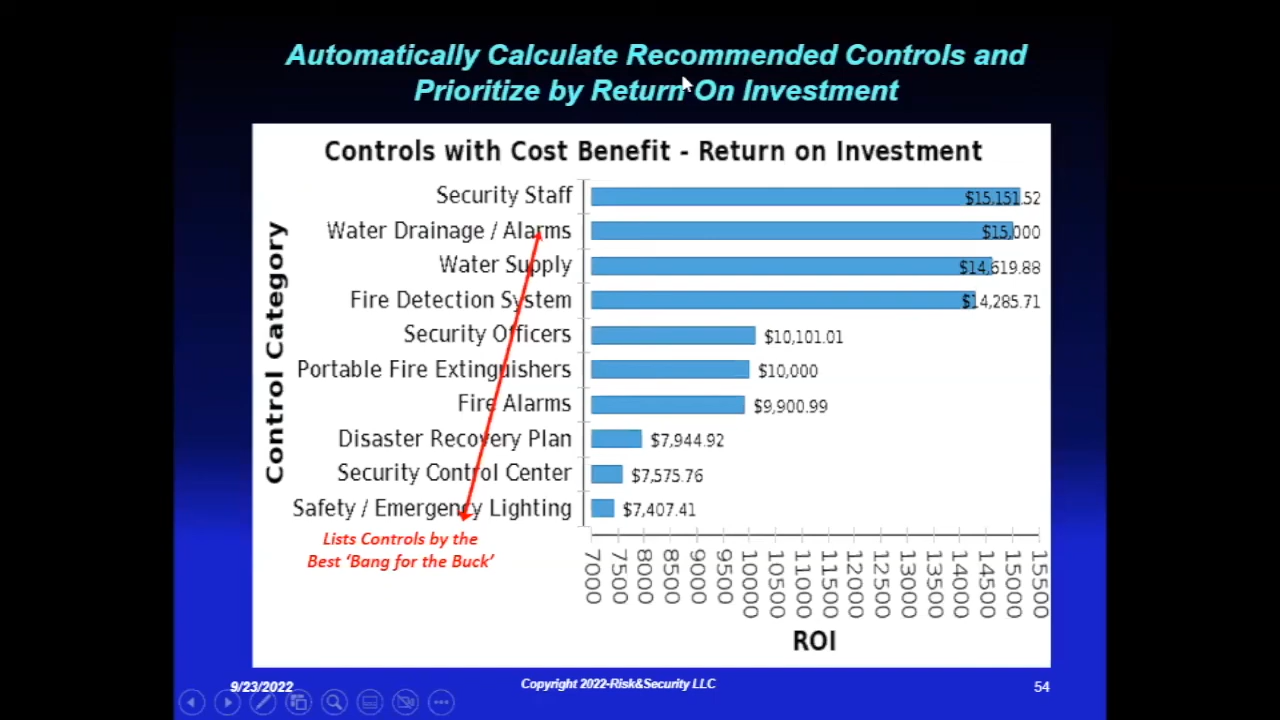 Automatically Calculate Recommended Controls and
Prioritize by Return On Investment
Controls with Cost Benefit - Return on Investment
Control Category
Security Staff $15,151.52
Water Drainage / Alarms $15,000
Water Supply $14,619.88
Fire Detection System $14,285.71
Security Officers $10,101.01
Portable Fire Extinguishers $10,000
Fire Alarms $9,900.99
Disaster Recovery Plan $7,944.92
Security Control Center $7,575.76
Safety / Emergency Lighting $7,407.41
Lists Controls by the
Best ‘Bang for the Buck’
7000 7500 8000 8500 9000 9500 10000 10500 11000 11500 12000 12500 13000 13500 14000 14500 15000 15500
ROI
9/23/2022 Copyright 2022-Risk&Security LLC 54